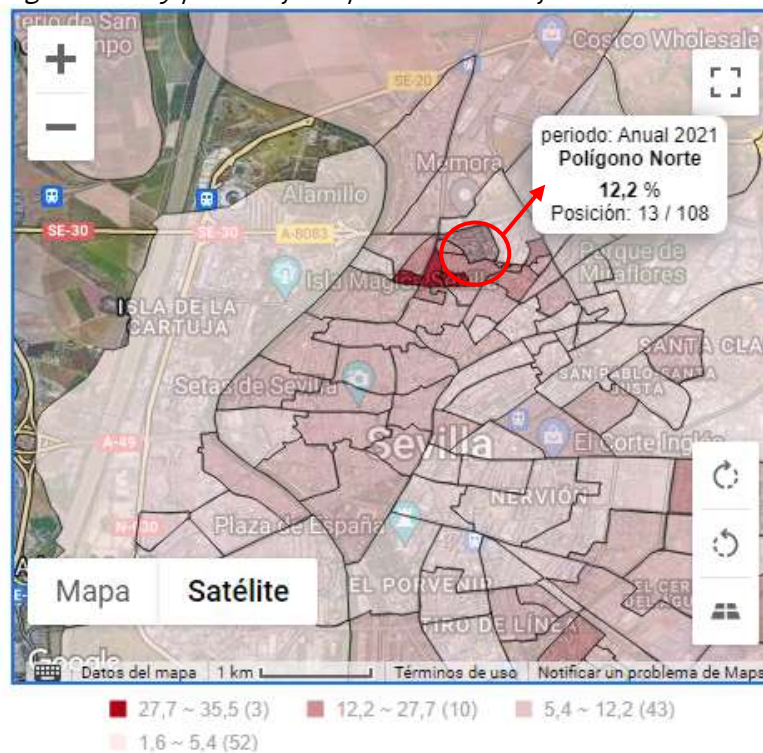 Costco Wholesale
SE-20
periodo: Anual 2021
Polígono Norte
12,2 %
Posición: 13 / 108
Memora
Alamillo
SE-30
SE-30
A-8083
Parque de
Miraflores
Isla Mágica Sevilla
ISLA DE LA
CARTUJA
SANTA CLA
SAN PABLO-SANTA
JUSTA
Setas de Sevilla
A-49
Sevilla
El Corte Inglés
NERVIÓN
N-630
Plaza de España
Mapa
Satélite
EL PORVENIR
TIRO DE LÍNEA
Google
Datos del mapa
1 km
Términos de uso
Notificar un problema de Maps
27,7 ~ 35,5 (3)
12,2 ~ 27,7 (10)
5,4 ~ 12,2 (43)
1,6 ~ 5,4 (52)